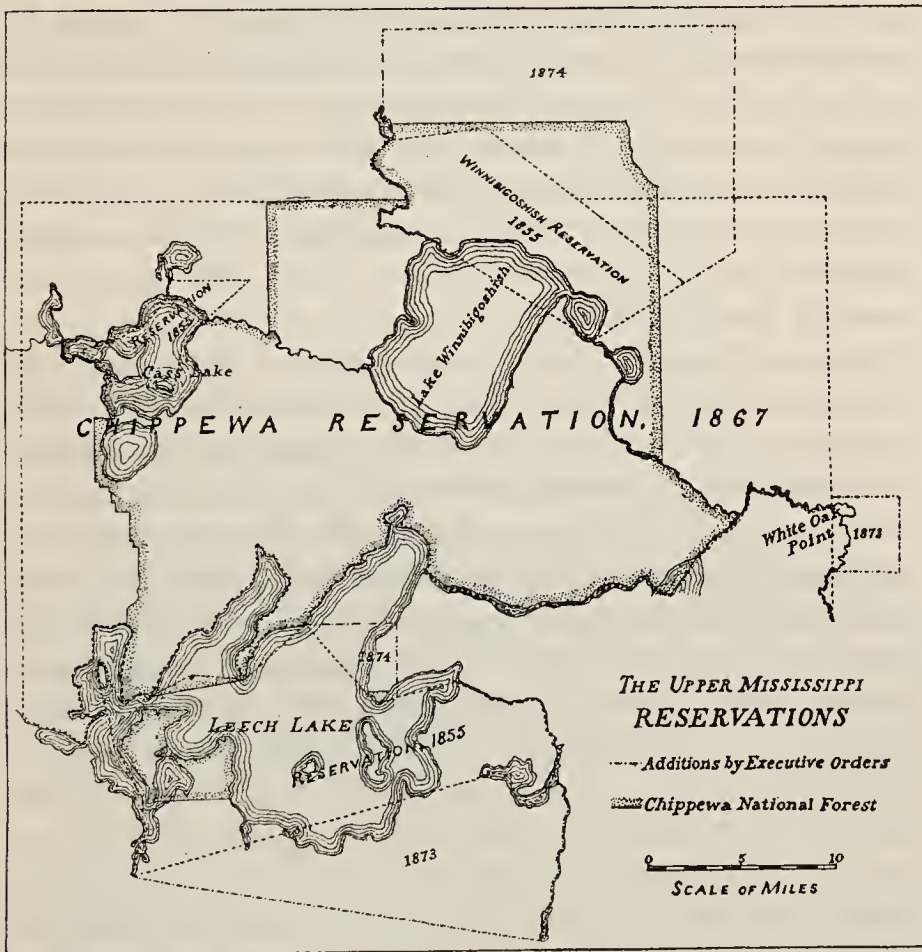 1874
WINNIBIGOSHISH RESERVATION
1855
RESERVATION
1855
Cass Lake
Lake Winnibigoshish
CHIPPEWA RESERVATION, 1867
White Oak
Point
1873
1874
LEECH LAKE
RESERVATION, 1855
1873
THE UPPER MISSISSIPPI
RESERVATIONS
Additions by Executive Orders
Chippewa National Forest
0 5 10
SCALE OF MILES